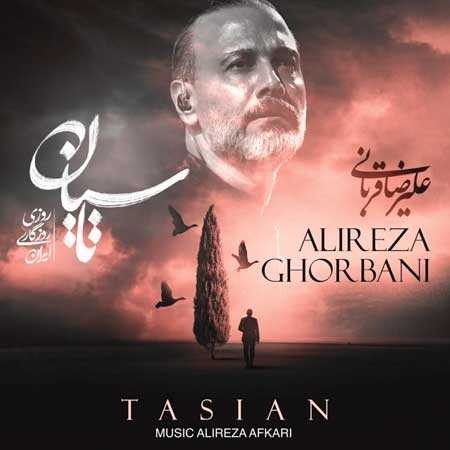 تاسیان
روزی
روزگاری
ایران
علیرضا قربانی
ALIREZA
GHORBANI
TASIAN
MUSIC ALIREZA AFKARI